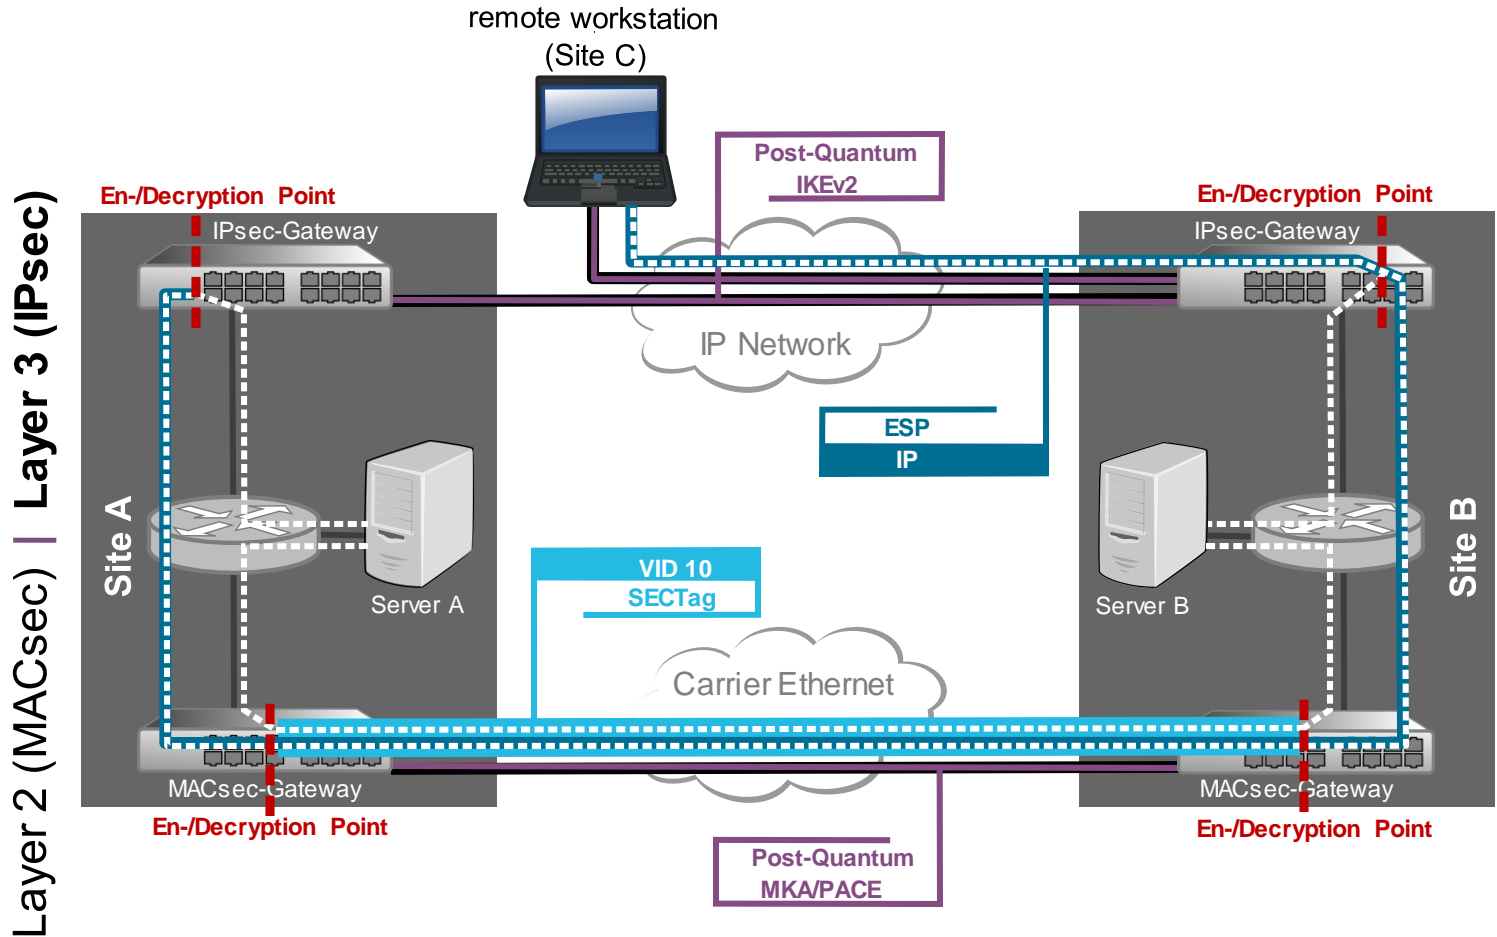 remote workstation
(Site C)
Post-Quantum
IKEv2
En-/Decryption Point
En-/Decryption Point
IPsec-Gateway
IPsec-Gateway
IP Network
ESP
IP
Layer 2 (MACsec) | Layer 3 (IPsec)
Site A
Site B
VID 10
SECTag
Server A
Server B
Carrier Ethernet
MACsec-Gateway
MACsec-Gateway
En-/Decryption Point
En-/Decryption Point
Post-Quantum
MKA/PACE